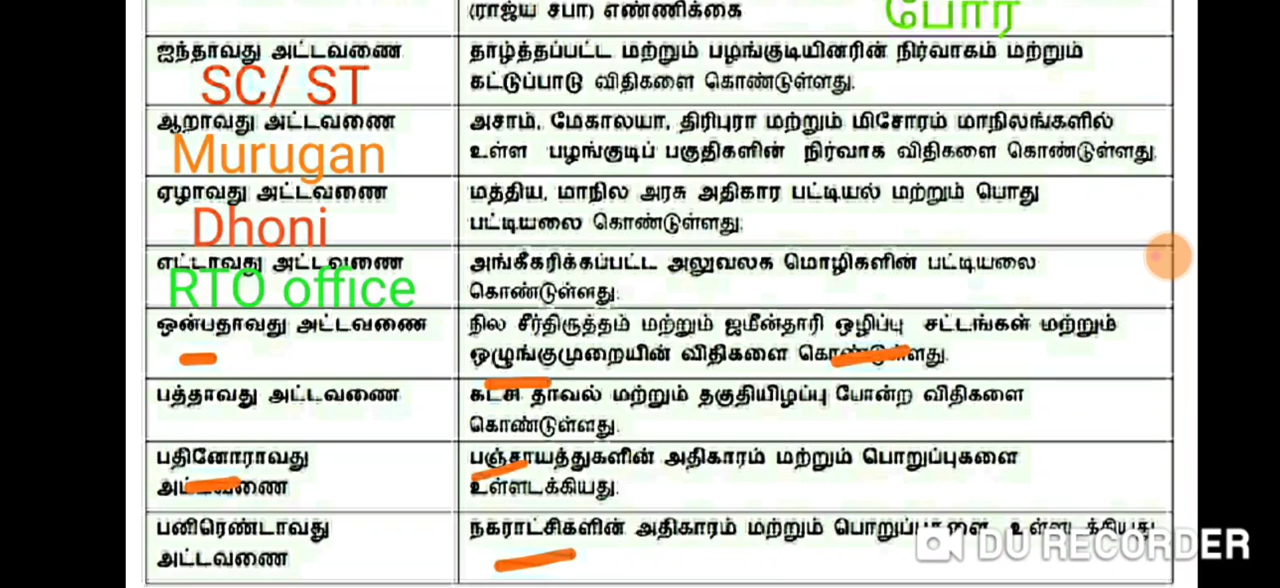 (ராஜ்ய சபா) எண்ணிக்கை
போர்
ஐந்தாவது அட்டவணை
SC/ ST
தாழ்த்தப்பட்ட மற்றும் பழங்குடியினரின் நிர்வாகம் மற்றும்
கட்டுப்பாடு விதிகளை கொண்டுள்ளது.
ஆறாவது அட்டவணை
Murugan
அசாம், மேகாலயா, திரிபுரா மற்றும் மிசோரம் மாநிலங்களில்
உள்ள பழங்குடிப் பகுதிகளின் நிர்வாக விதிகளை கொண்டுள்ளது.
ஏழாவது அட்டவணை
Dhoni
மத்திய, மாநில அரசு அதிகார பட்டியல் மற்றும் பொது
பட்டியலை கொண்டுள்ளது.
எட்டாவது அட்டவணை
RTO office
அங்கீகரிக்கப்பட்ட அலுவலக மொழிகளின் பட்டியலை
கொண்டுள்ளது.
ஒன்பதாவது அட்டவணை
நில சீர்திருத்தம் மற்றும் ஜமீன்தாரி ஒழிப்பு சட்டங்கள் மற்றும்
ஒழுங்குமுறையின் விதிகளை கொண்டுள்ளது.
பத்தாவது அட்டவணை
கட்சி தாவல் மற்றும் தகுதியிழப்பு போன்ற விதிகளை
கொண்டுள்ளது.
பதினோராவது
அட்டவணை
பஞ்சாயத்துகளின் அதிகாரம் மற்றும் பொறுப்புகளை
உள்ளடக்கியது.
பனிரெண்டாவது
அட்டவணை
நகராட்சிகளின் அதிகாரம் மற்றும் பொறுப்புகளை உள்ளடக்கியது
DU RECORDER